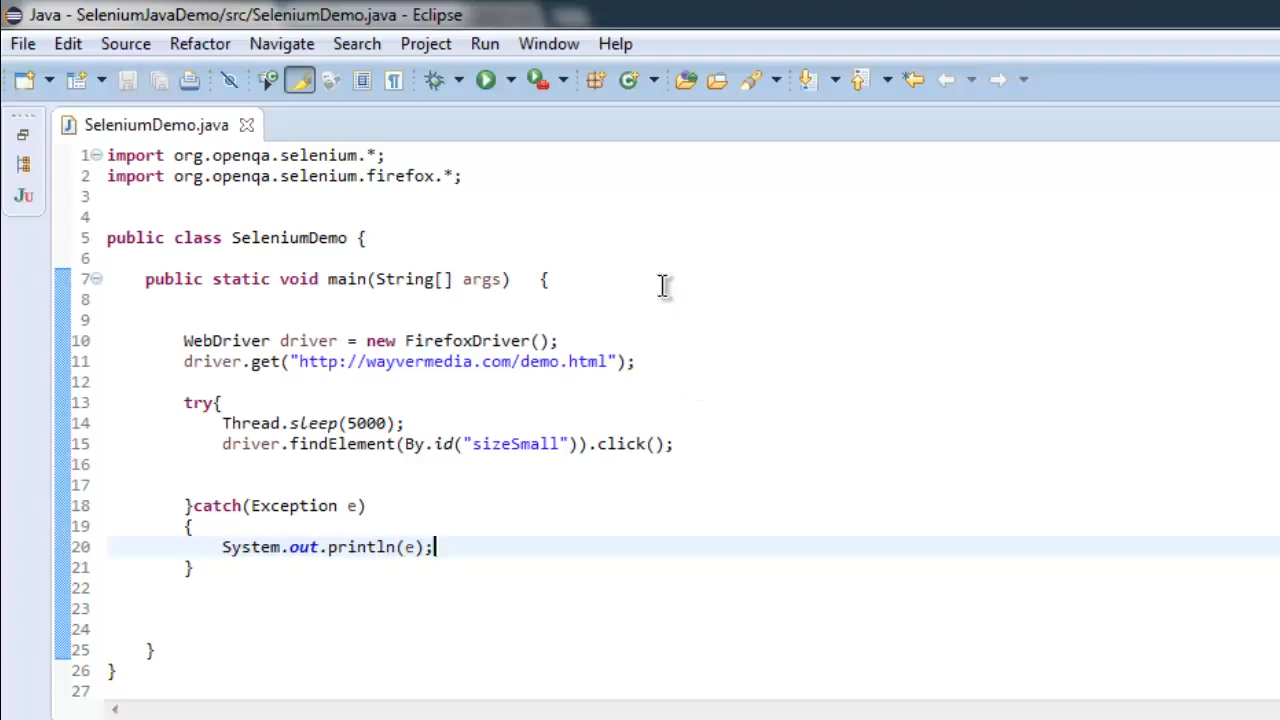 Java - SeleniumJavaDemo/src/SeleniumDemo.java - Eclipse
File Edit Source Refactor Navigate Search Project Run Window Help
SeleniumDemo.java
1 import org.openqa.selenium.*;
2 import org.openqa.selenium.firefox.*;
3
4
5 public class SeleniumDemo {
6
7     public static void main(String[] args)   {
8
9
10         WebDriver driver = new FirefoxDriver();
11         driver.get("http://wayvermedia.com/demo.html");
12
13         try{
14             Thread.sleep(5000);
15             driver.findElement(By.id("sizeSmall")).click();
16
17
18         }catch(Exception e)
19         {
20             System.out.println(e);
21         }
22
23
24
25     }
26 }
27
JU